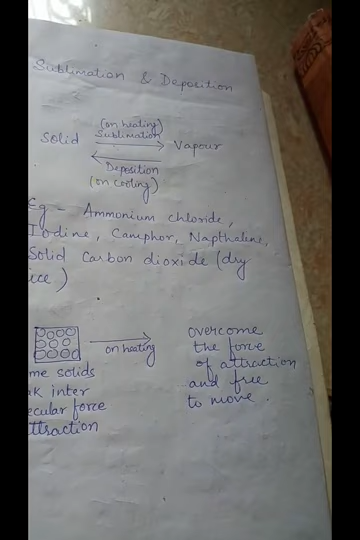 Sublimation & Deposition
(on heating)
Sublimation
Solid Vapour
Deposition
(on cooling)
Eg - Ammonium chloride,
Iodine, Camphor, Napthalene,
Solid Carbon dioxide (dry
ice)
on heating
me solids
ak inter
ecular force
attraction
overcome
the force
of attraction
and free
to move.